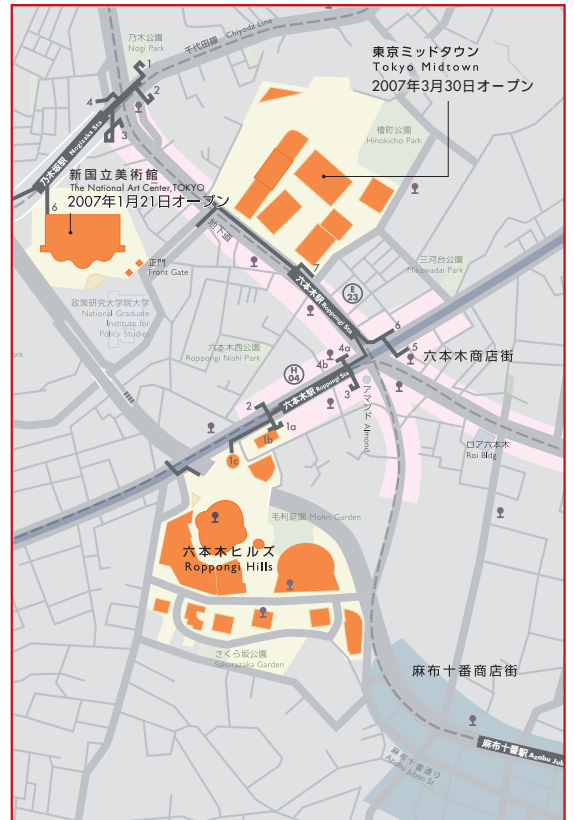 乃木公園
Nogi Park
千代田線 Chiyoda Line
1
2
3
4
乃木坂駅 Nogizaka Sta
6
新国立美術館
The National Art Center,TOKYO
2007年1月21日オープン
正門
Front Gate
政策研究大学院大学
National Graduate
Institute for
Policy Studies
ark
東京ミッドタウン
Tokyo Midtown
2007年3月30日オープン
檜町公園
Hinokicho Park
地下道
7
三河台公園
Mikawadai Park
六本木駅 Roppongi Sta
E
23
6
5
六本木商店街
六本木西公園
Roppongi Nishi Park
4a
4b
H
04
六本木駅 Roppongi Sta
3
アマンド Almond
2
1a
1b
1c
ロア六本木
Roi Bldg
毛利庭園 Mohri Garden
六本木ヒルズ
Roppongi Hills
さくら坂公園
Sakurazaka Garden
麻布十番商店街
麻布十番駅 Azabu Jub
麻布十番通り
Azabu Juban St.